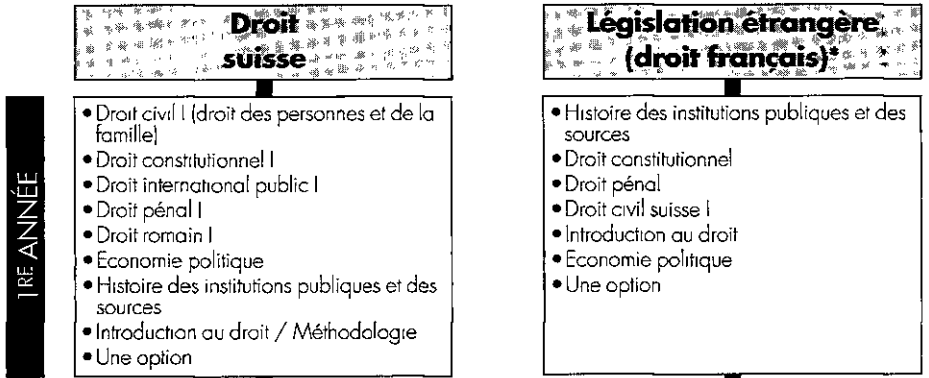 Droit
suisse
Législation étrangère
(droit français)*
1RE ANNÉE
• Droit civil I (droit des personnes et de la
famille)
• Droit constitutionnel I
• Droit international public I
• Droit pénal I
• Droit romain I
• Economie politique
• Histoire des institutions publiques et des
sources
• Introduction au droit / Méthodologie
• Une option
• Histoire des institutions publiques et des
sources
• Droit constitutionnel
• Droit pénal
• Droit civil suisse I
• Introduction au droit
• Economie politique
• Une option